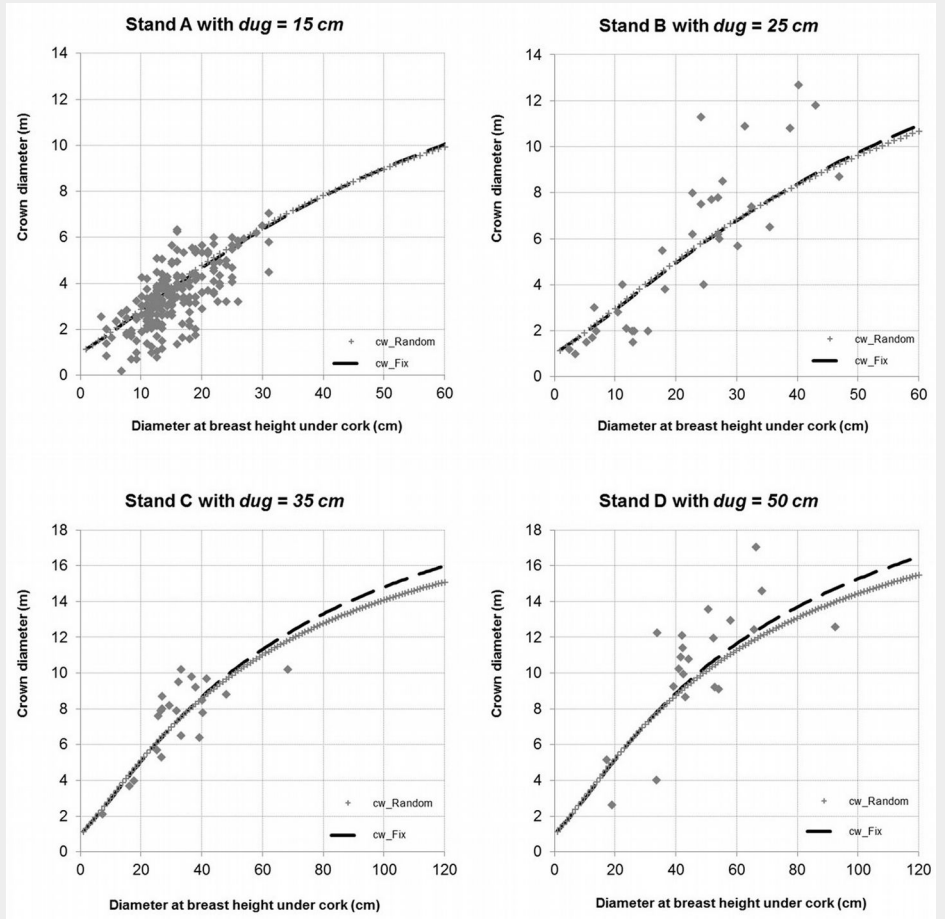 Stand A with dug = 15 cm
14
12
10
8
6
4
2
0
Crown diameter (m)
cw_Random
cw_Fix
0 10 20 30 40 50 60
Diameter at breast height under cork (cm)
Stand B with dug = 25 cm
14
12
10
8
6
4
2
0
Crown diameter (m)
cw_Random
cw_Fix
0 10 20 30 40 50 60
Diameter at breast height under cork (cm)
Stand C with dug = 35 cm
18
16
14
12
10
8
6
4
2
0
Crown diameter (m)
cw_Random
cw_Fix
0 20 40 60 80 100 120
Diameter at breast height under cork (cm)
Stand D with dug = 50 cm
18
16
14
12
10
8
6
4
2
0
Crown diameter (m)
cw_Random
cw_Fix
0 20 40 60 80 100 120
Diameter at breast height under cork (cm)